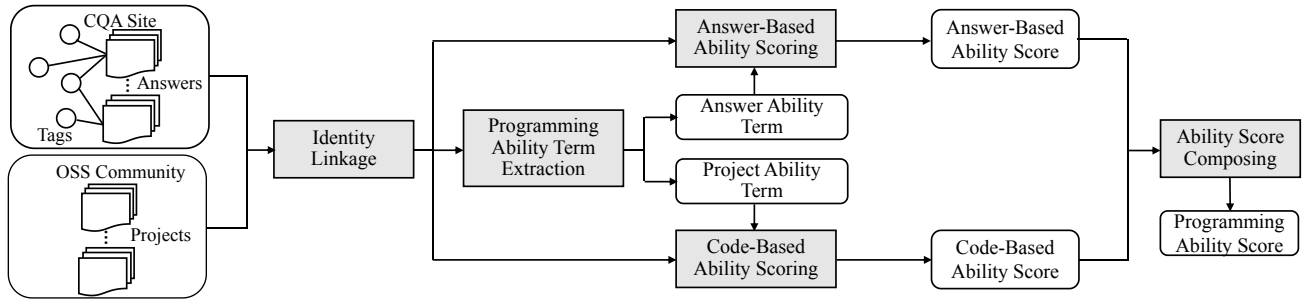 CQA Site
Answers
Tags
OSS Community
Projects
Identity
Linkage
Programming
Ability Term
Extraction
Answer-Based
Ability Scoring
Answer Ability
Term
Project Ability
Term
Code-Based
Ability Scoring
Answer-Based
Ability Score
Code-Based
Ability Score
Ability Score
Composing
Programming
Ability Score